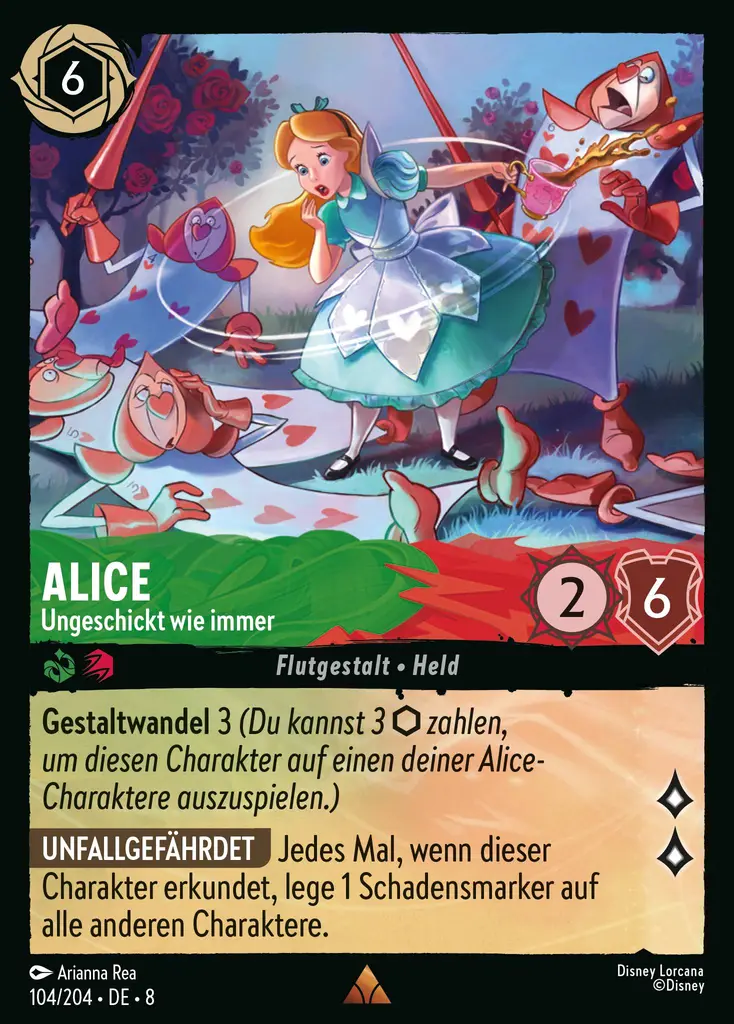 6
ALICE
Ungeschickt wie immer
2
6
Flutgestalt • Held
Gestaltwandel 3 (Du kannst 3 ⬡ zahlen,
um diesen Charakter auf einen deiner Alice-
Charaktere auszuspielen.)
UNFALLGEFÄHRDET Jedes Mal, wenn dieser
Charakter erkundet, lege 1 Schadensmarker auf
alle anderen Charaktere.
Arianna Rea
104/204 • DE • 8
Disney Lorcana
©Disney